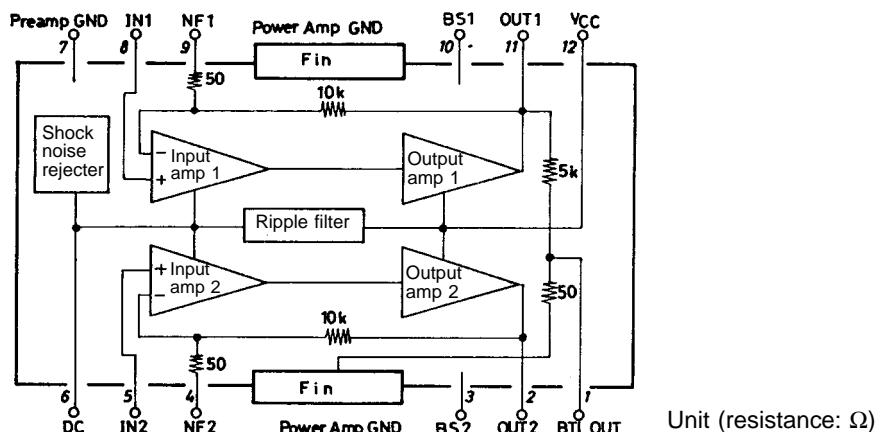 Preamp GND IN1 NF1 Power Amp GND BS1 OUT1 VCC
7 8 9 10 11 12
Fin
50
10k
Shock
noise
rejecter
−
+
Input
amp 1
Output
amp 1
5k
Ripple filter
+
−
Input
amp 2
Output
amp 2
50
10k
50
Fin
6 5 4 3 2 1
DC IN2 NF2 Power Amp GND BS2 OUT2 BTL OUT
Unit (resistance: Ω)